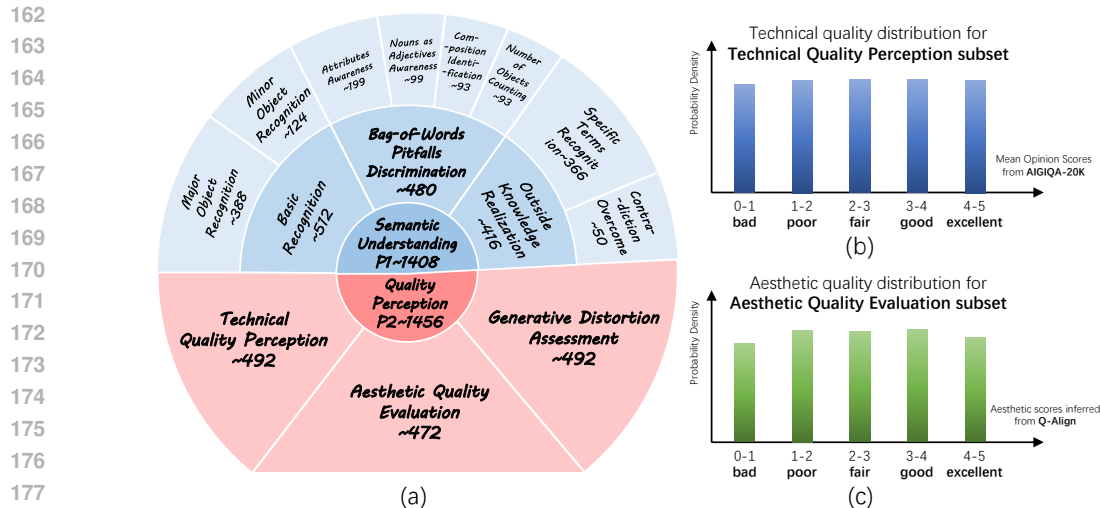 162
163
164
165
166
167
168
169
170
171
172
173
174
175
176
177
Major
Object
Recognition
~388
Minor
Object
Recognition
~124
Attributes
Awareness
~199
Nouns as
Adjectives
Awareness
~99
Com-
-position
Identi-
-fication
~93
Number
of
Objects
Counting
~93
Specific
Terms
Recognit
ion~366
Contra-
-diction
Overcome
~50
Basic
Recognition
~512
Bag-of-Words
Pitfalls
Discrimination
~480
Outside
Knowledge
Realization
~416
Semantic
Understanding
P1~1408
Quality
Perception
P2~1456
Technical
Quality Perception
~492
Aesthetic Quality
Evaluation
~472
Generative Distortion
Assessment
~492
(a)
Technical quality distribution for
Technical Quality Perception subset
Probability Density
Mean Opinion Scores
from AIGIQA-20K
0-1 1-2 2-3 3-4 4-5
bad poor fair good excellent
(b)
Aesthetic quality distribution for
Aesthetic Quality Evaluation subset
Probability Density
Aesthetic scores inferred
from Q-Align
0-1 1-2 2-3 3-4 4-5
bad poor fair good excellent
(c)